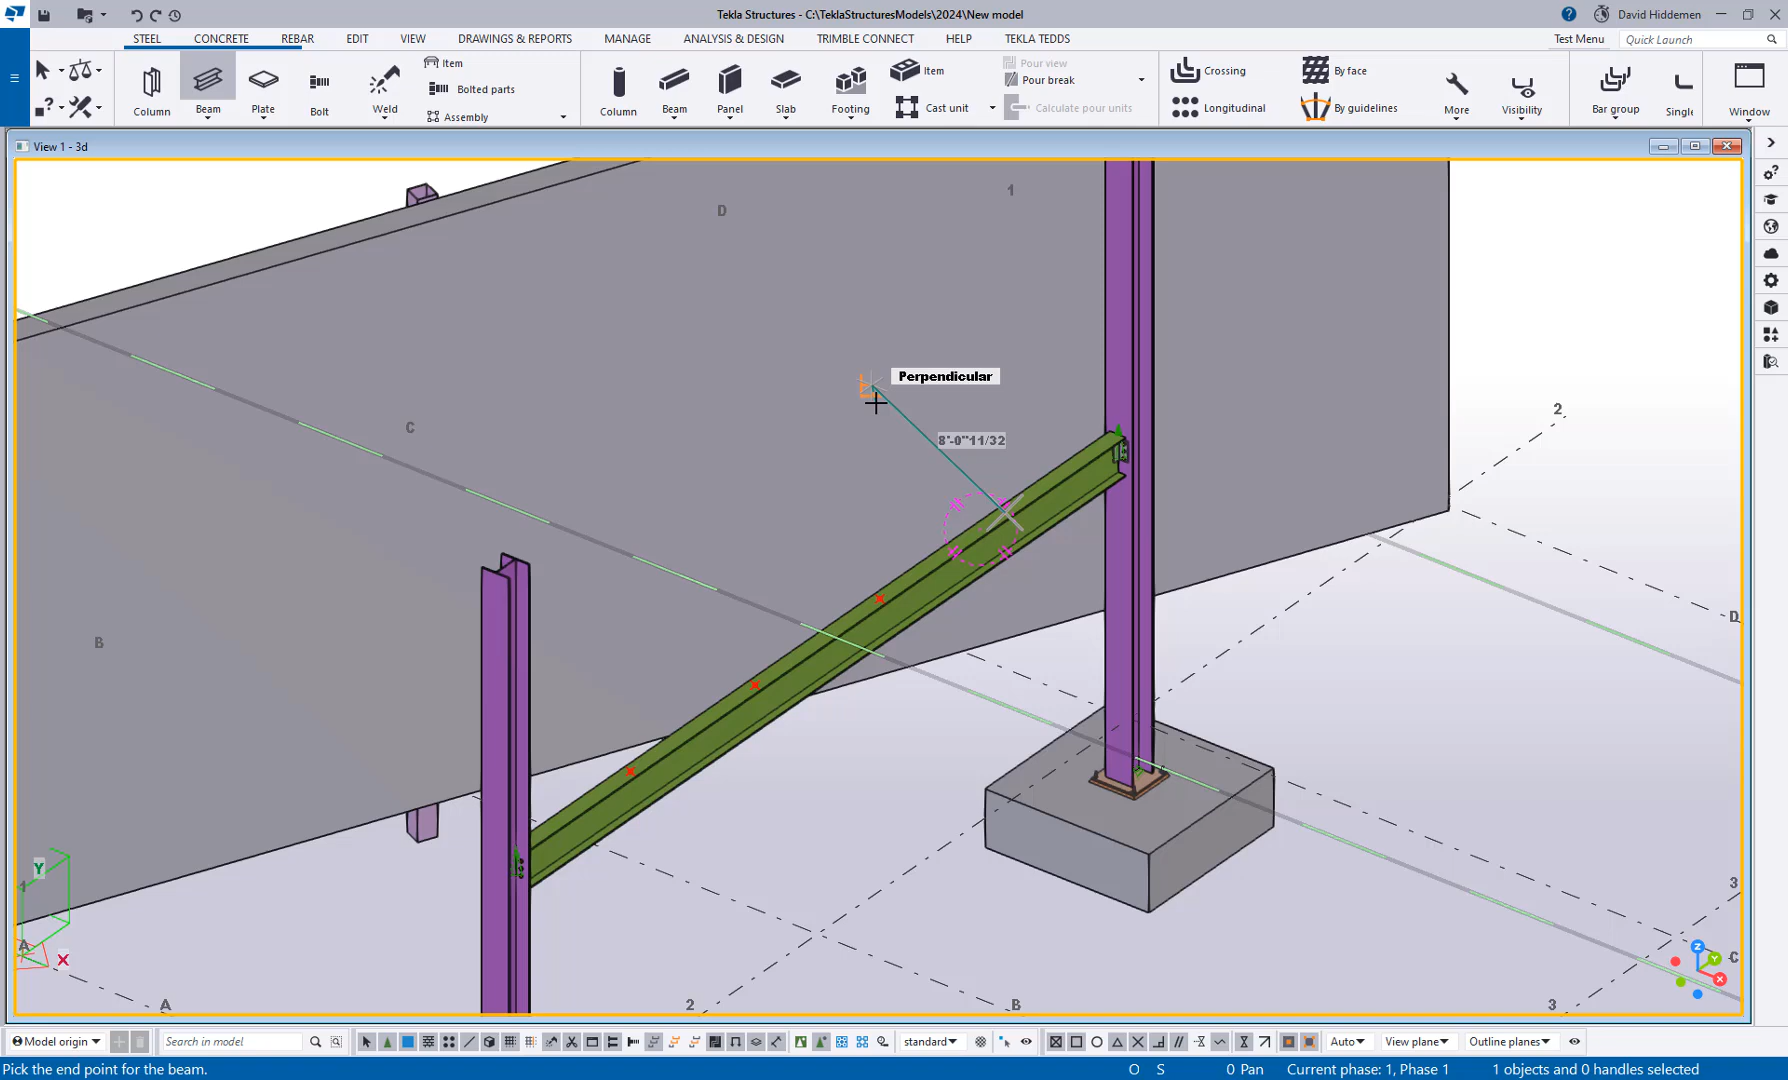 Tekla Structures - C:\TeklaStructuresModels\2024\New model
David Hiddemen
STEEL CONCRETE REBAR EDIT VIEW DRAWINGS & REPORTS MANAGE ANALYSIS & DESIGN TRIMBLE CONNECT HELP TEKLA TEDDS Test Menu Quick Launch
Column Beam Plate Bolt Weld
Item
Bolted parts
Assembly
Column Beam Panel Slab Footing
Item
Cast unit
Pour view
Pour break
Calculate pour units
Crossing
Longitudinal
By face
By guidelines
More Visibility Bar group Single Window
View 1 - 3d
1
D
Perpendicular
2
C
8'-0"11/32
D
B
Y
1
3
A
X
Z
Y
X
C
A
2
B
3
Model origin Search in model standard Auto View plane Outline planes
Pick the end point for the beam. O S 0 Pan Current phase: 1, Phase 1 1 objects and 0 handles selected